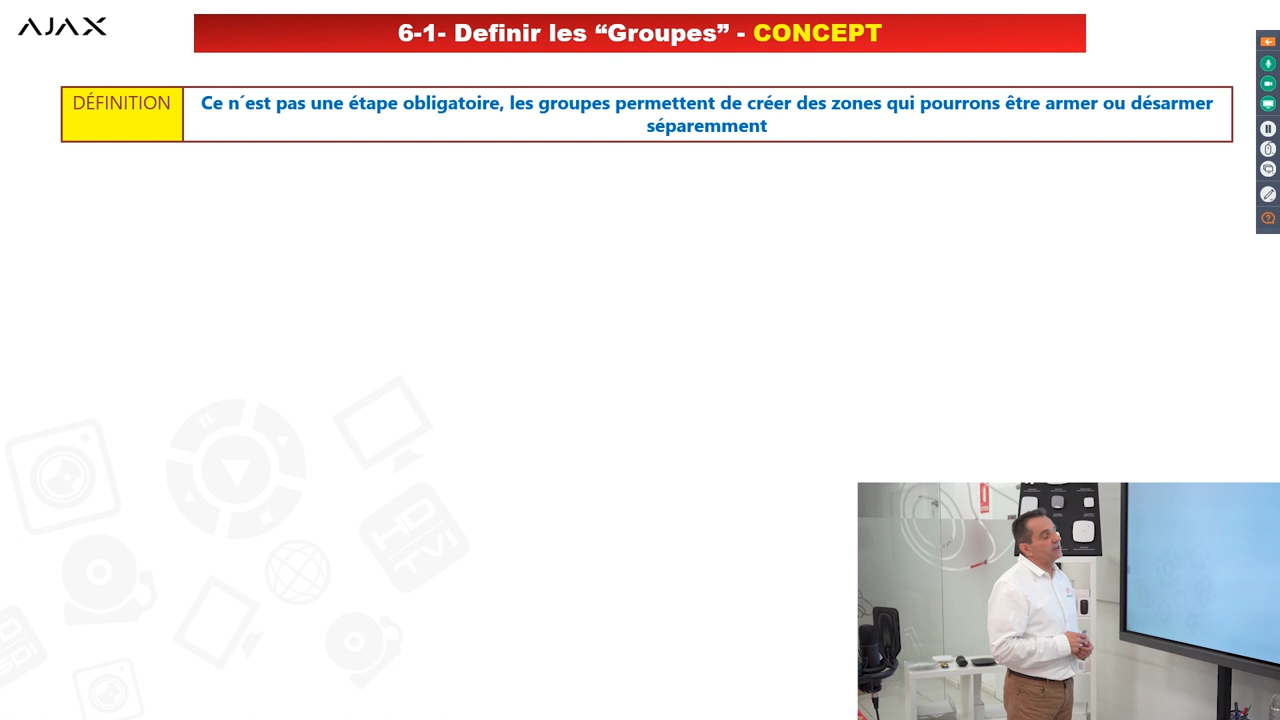 AJAX
6-1- Definir les “Groupes” - CONCEPT
DÉFINITION
Ce n´est pas une étape obligatoire, les groupes permettent de créer des zones qui pourrons être armer ou désarmer
séparemment